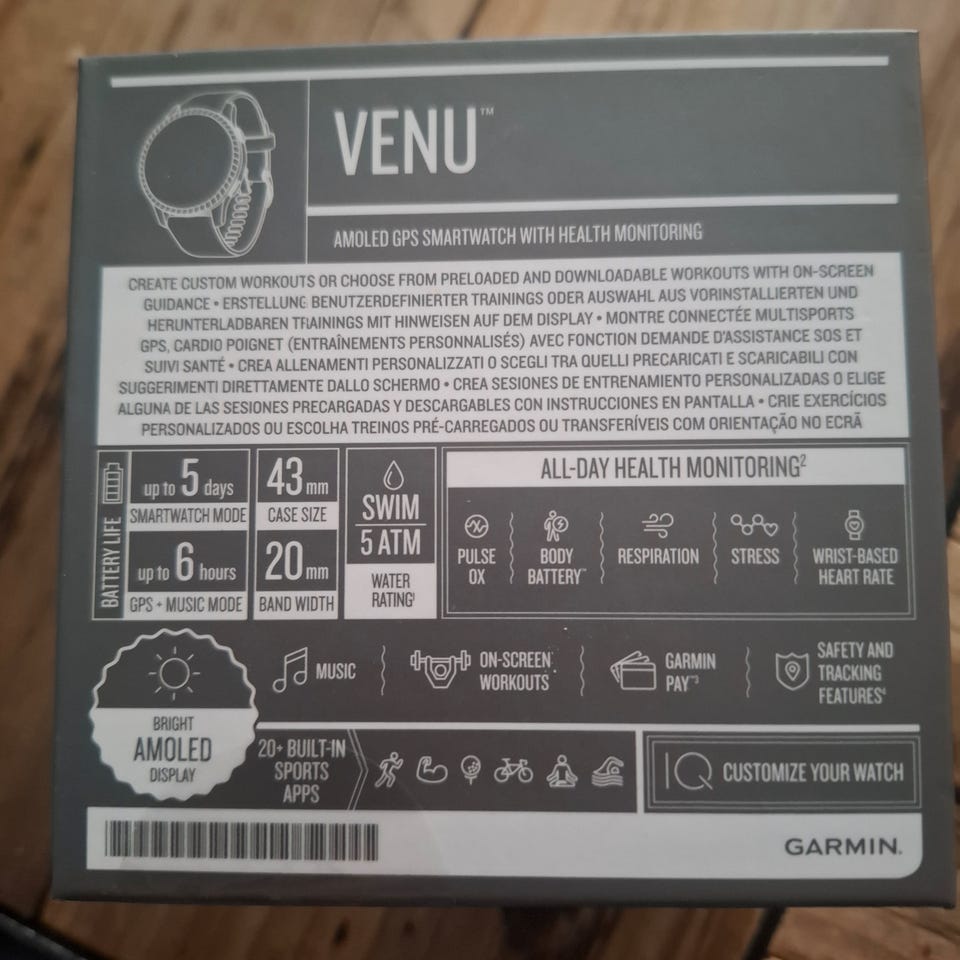 VENU™
AMOLED GPS SMARTWATCH WITH HEALTH MONITORING
CREATE CUSTOM WORKOUTS OR CHOOSE FROM PRELOADED AND DOWNLOADABLE WORKOUTS WITH ON-SCREEN
GUIDANCE • ERSTELLUNG BENUTZERDEFINIERTER TRAININGS ODER AUSWAHL AUS VORINSTALLIERTEN UND
HERUNTERLADBAREN TRAININGS MIT HINWEISEN AUF DEM DISPLAY • MONTRE CONNECTÉE MULTISPORTS
GPS, CARDIO POIGNET (ENTRAÎNEMENTS PERSONNALISÉS) AVEC FONCTION DEMANDE D'ASSISTANCE SOS ET
SUIVI SANTÉ • CREA ALLENAMENTI PERSONALIZZATI O SCEGLI TRA QUELLI PRECARICATI E SCARICABILI CON
SUGGERIMENTI DIRETTAMENTE DALLO SCHERMO • CREA SESIONES DE ENTRENAMIENTO PERSONALIZADAS O ELIGE
ALGUNA DE LAS SESIONES PRECARGADAS Y DESCARGABLES CON INSTRUCCIONES EN PANTALLA • CRIE EXERCÍCIOS
PERSONALIZADOS OU ESCOLHA TREINOS PRÉ-CARREGADOS OU TRANSFERÍVEIS COM ORIENTAÇÃO NO ECRÃ
BATTERY LIFE
up to 5 days
SMARTWATCH MODE
up to 6 hours
GPS + MUSIC MODE
43 mm
CASE SIZE
20 mm
BAND WIDTH
SWIM
5 ATM
WATER
RATING¹
ALL-DAY HEALTH MONITORING²
PULSE
OX
BODY
BATTERY™
RESPIRATION
STRESS
WRIST-BASED
HEART RATE
BRIGHT
AMOLED
DISPLAY
MUSIC
ON-SCREEN
WORKOUTS
GARMIN
PAY™³
SAFETY AND
TRACKING
FEATURES⁴
20+ BUILT-IN
SPORTS
APPS
IQ
CUSTOMIZE YOUR WATCH
GARMIN.